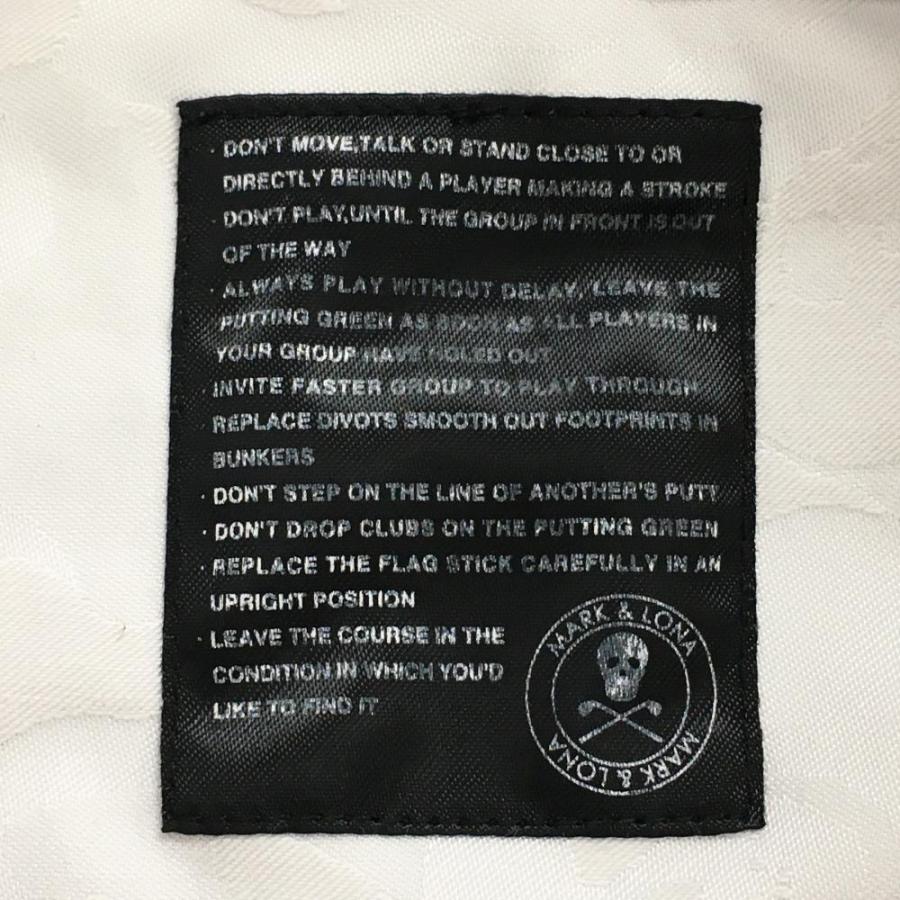 · DON'T MOVE,TALK OR STAND CLOSE TO OR
DIRECTLY BEHIND A PLAYER MAKING A STROKE
· DON'T PLAY,UNTIL THE GROUP IN FRONT IS OUT
OF THE WAY
· ALWAYS PLAY WITHOUT DELAY, LEAVE THE
PUTTING GREEN AS SOON AS ALL PLAYERS IN
YOUR GROUP HAVE HOLED OUT
· INVITE FASTER GROUP TO PLAY THROUGH
· REPLACE DIVOTS SMOOTH OUT FOOTPRINTS IN
BUNKERS
· DON'T STEP ON THE LINE OF ANOTHER'S PUTT
· DON'T DROP CLUBS ON THE PUTTING GREEN
· REPLACE THE FLAG STICK CAREFULLY IN AN
UPRIGHT POSITION
· LEAVE THE COURSE IN THE
CONDITION IN WHICH YOU'D
LIKE TO FIND IT
MARK & LONA
MARK & LONA